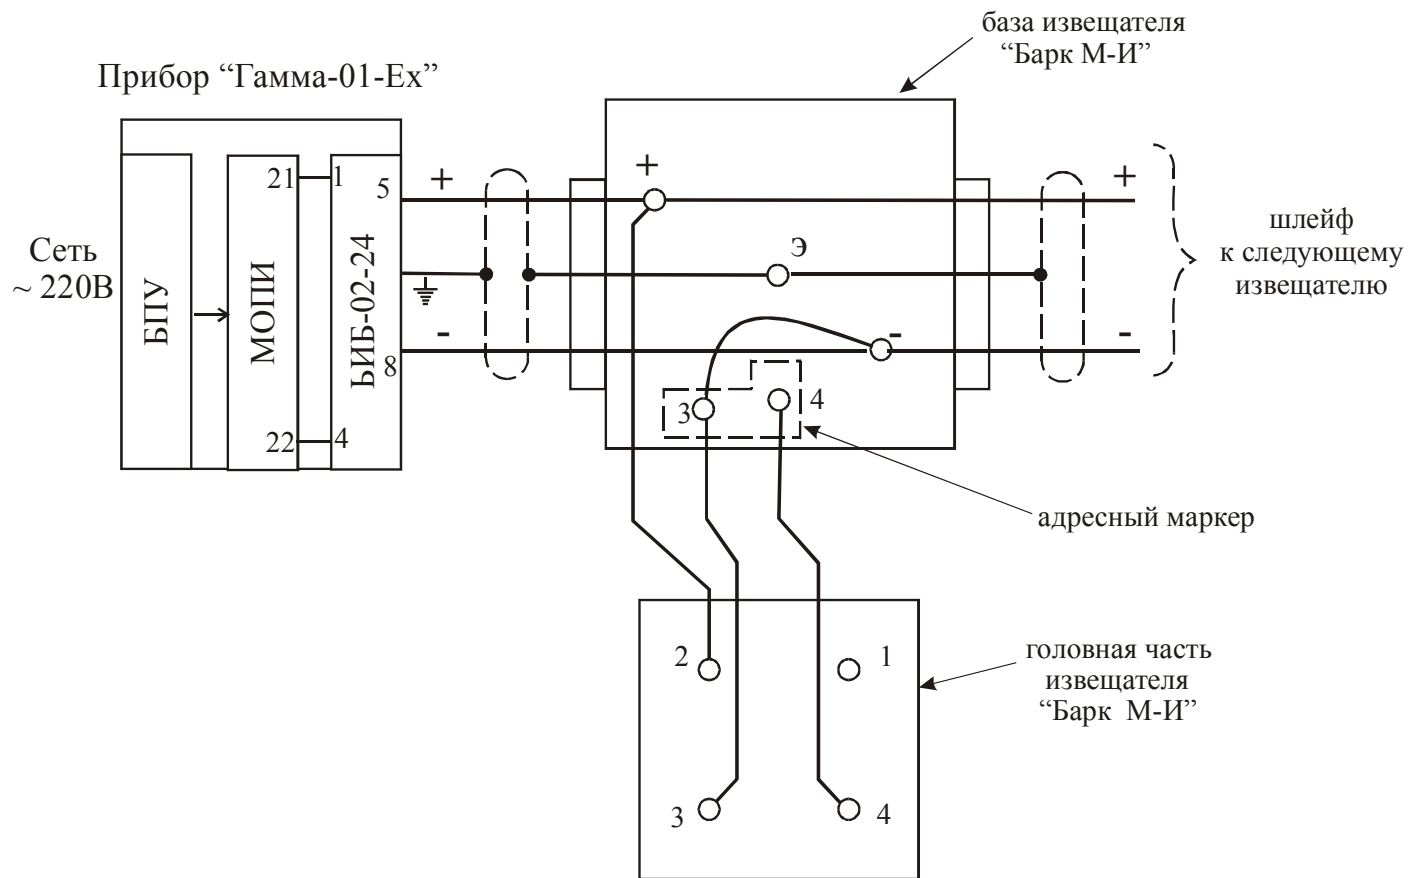 база извещателя
“Барк М-И”
Прибор “Гамма-01-Ех”
Сеть
~ 220В
БПУ
МОПИ
21
22
1
4
БИБ-02-24
5
8
+
-
+
Э
-
3
4
+
-
шлейф
к следующему
извещателю
адресный маркер
2
1
3
4
головная часть
извещателя
“Барк М-И”